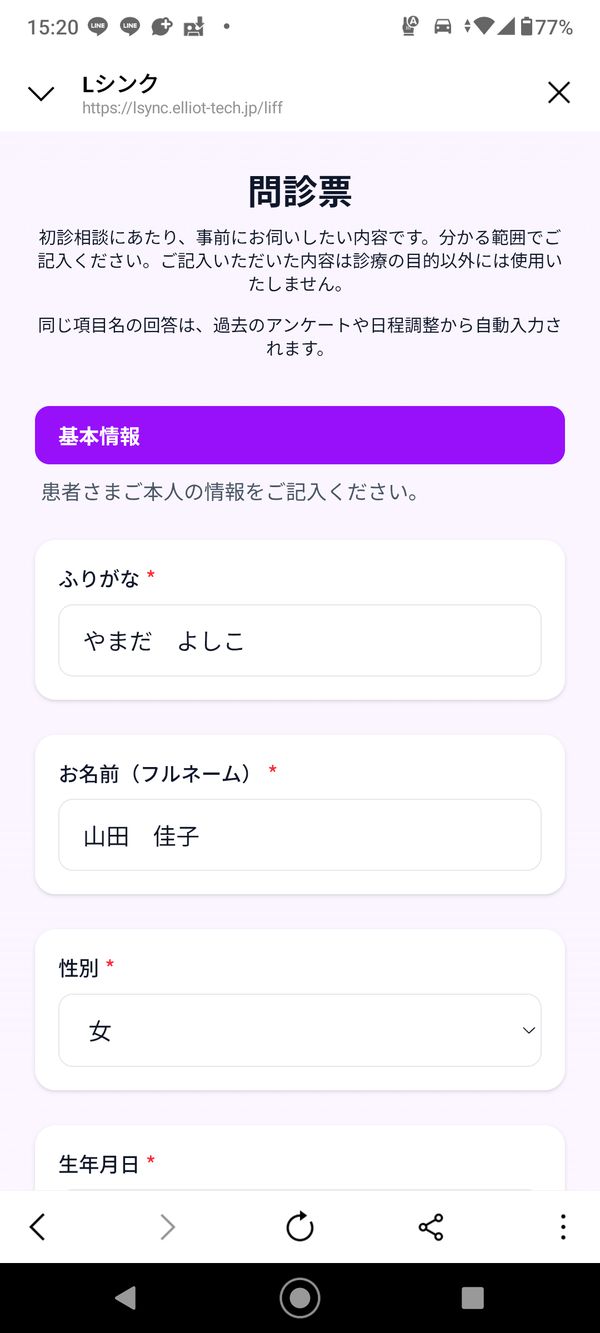 15:20
LINE
LINE
A
77%
Lシンク
https://lsync.elliot-tech.jp/liff
問診票
初診相談にあたり、事前にお伺いしたい内容です。分かる範囲でご
記入ください。ご記入いただいた内容は診療の目的以外には使用い
たしません。
同じ項目名の回答は、過去のアンケートや日程調整から自動入力さ
れます。
基本情報
患者さまご本人の情報をご記入ください。
ふりがな *
やまだ　よしこ
お名前（フルネーム） *
山田　佳子
性別 *
女
生年月日 *